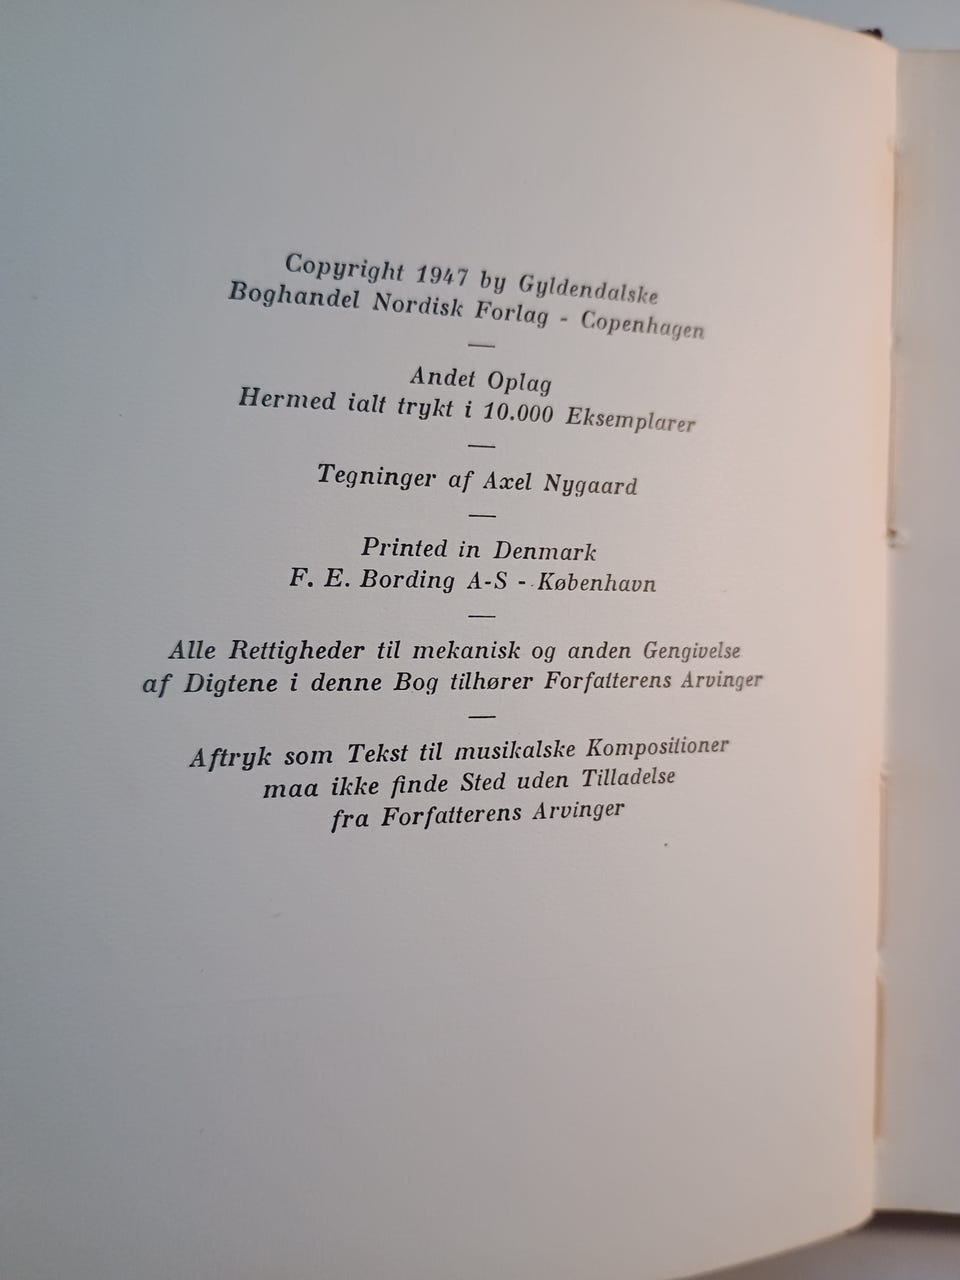 Copyright 1947 by Gyldendalske
Boghandel Nordisk Forlag - Copenhagen
—
Andet Oplag
Hermed ialt trykt i 10.000 Eksemplarer
—
Tegninger af Axel Nygaard
—
Printed in Denmark
F. E. Bording A-S - København
—
Alle Rettigheder til mekanisk og anden Gengivelse
af Digtene i denne Bog tilhører Forfatterens Arvinger
—
Aftryk som Tekst til musikalske Kompositioner
maa ikke finde Sted uden Tilladelse
fra Forfatterens Arvinger